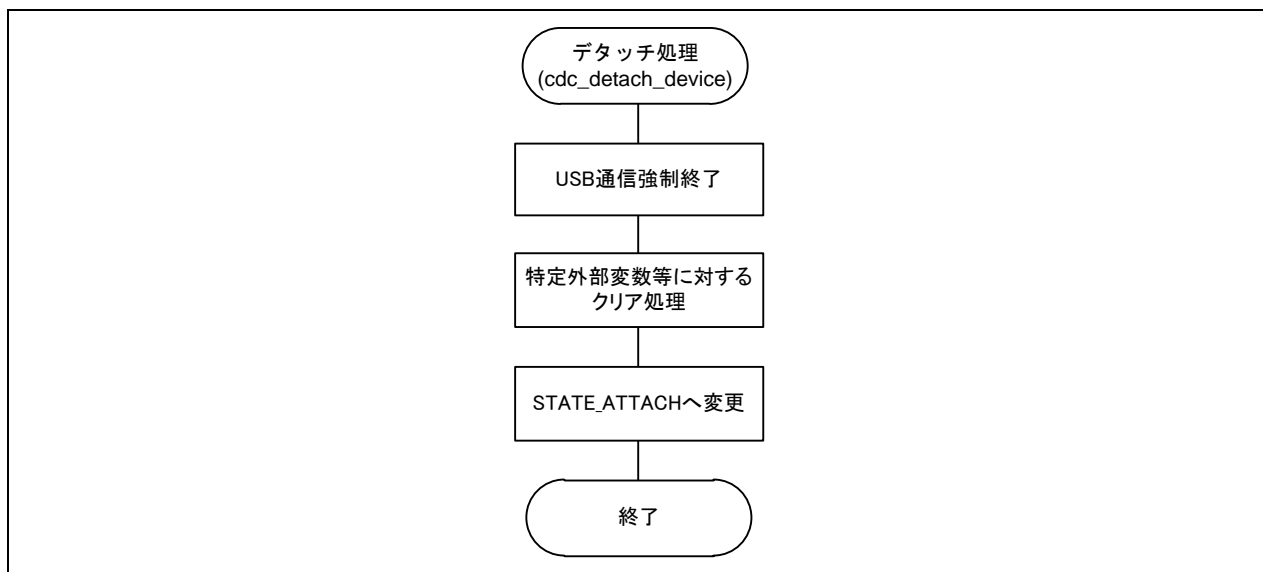 デタッチ処理
(cdc_detach_device)
USB通信強制終了
特定外部変数等に対する
クリア処理
STATE_ATTACHへ変更
終了